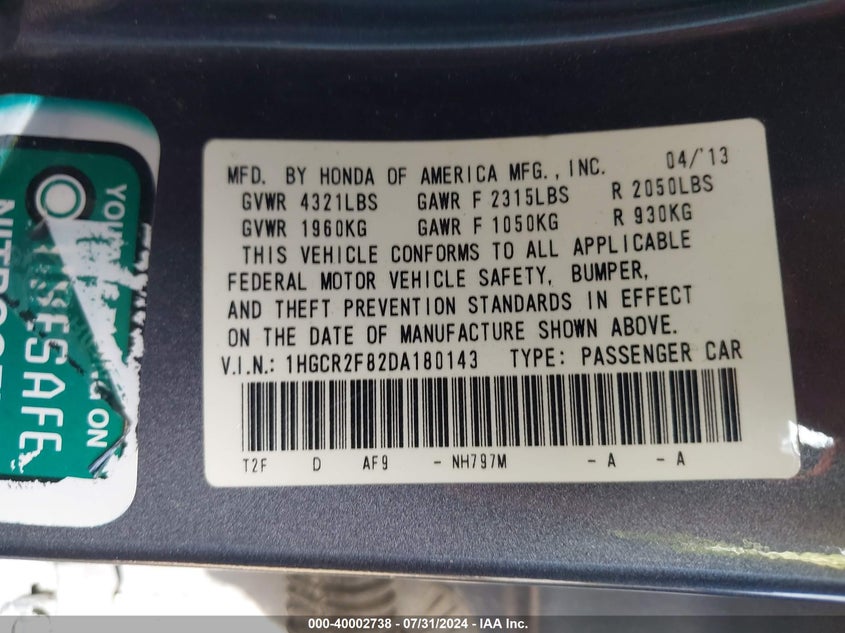 MFD. BY HONDA OF AMERICA MFG., INC. 04/'13
GVWR 4321LBS GAWR F 2315LBS R 2050LBS
GVWR 1960KG GAWR F 1050KG R 930KG
THIS VEHICLE CONFORMS TO ALL APPLICABLE
FEDERAL MOTOR VEHICLE SAFETY, BUMPER,
AND THEFT PREVENTION STANDARDS IN EFFECT
ON THE DATE OF MANUFACTURE SHOWN ABOVE.
V.I.N.: 1HGCR2F82DA180143 TYPE: PASSENGER CAR
T2F D AF9 - NH797M - A - A
ON
000-40002738 - 07/31/2024 - IAA Inc.